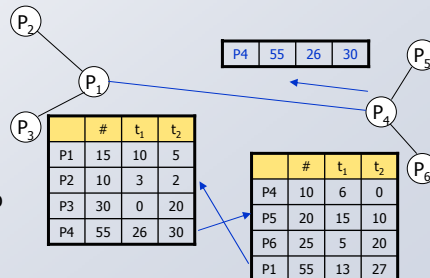 P2
P5
P4 55 26 30
P1
P4
P3
P6
# t1 t2
P1 15 10 5
P2 10 3 2
P3 30 0 20
P4 55 26 30
# t1 t2
P4 10 6 0
P5 20 15 10
P6 25 5 20
P1 55 13 27